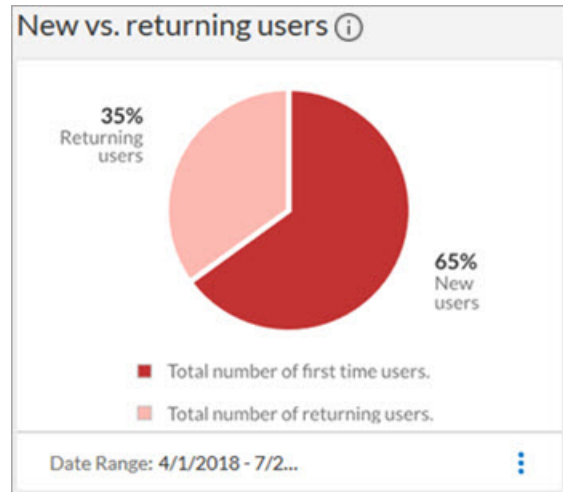 New vs. returning users
35%
Returning
users
65%
New
users
Total number of first time users.
Total number of returning users.
Date Range: 4/1/2018 - 7/2...